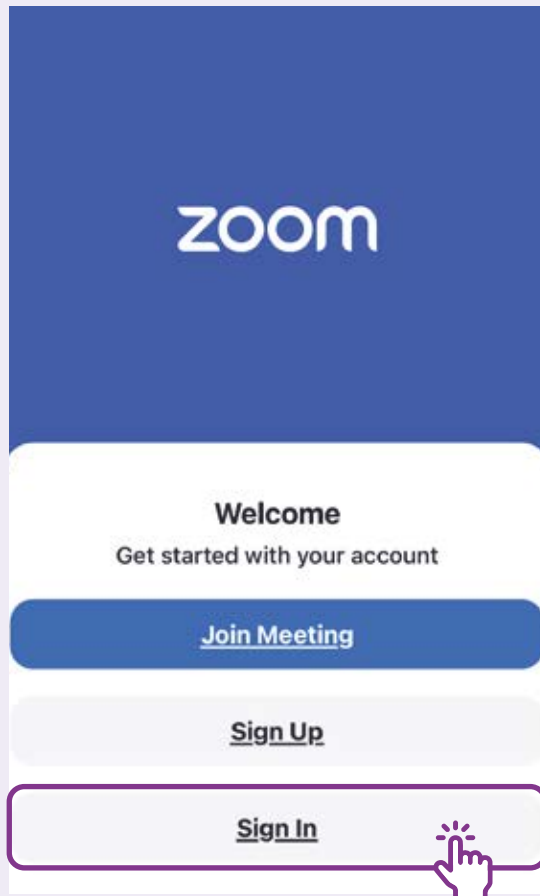 zoom
Welcome
Get started with your account
Join Meeting
Sign Up
Sign In